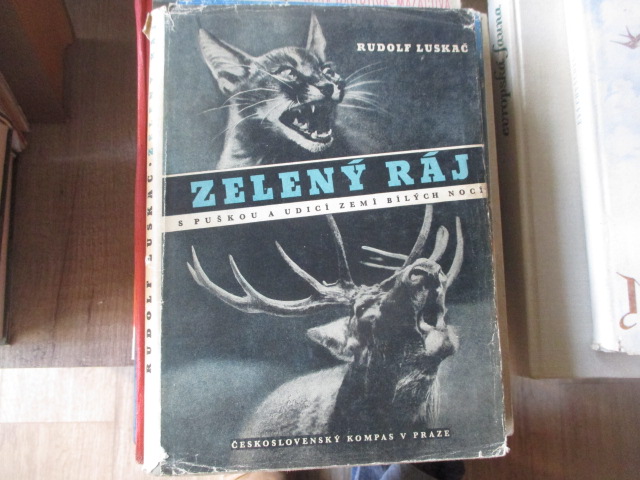 RUDOLF LUSKAČ
ZELENÝ RÁJ
S PUŠKOU A UDICÍ ZEMÍ BÍLÝCH NOCÍ
ČESKOSLOVENSKÝ KOMPAS V PRAZE
RUDOLF LUSKAČ · Z